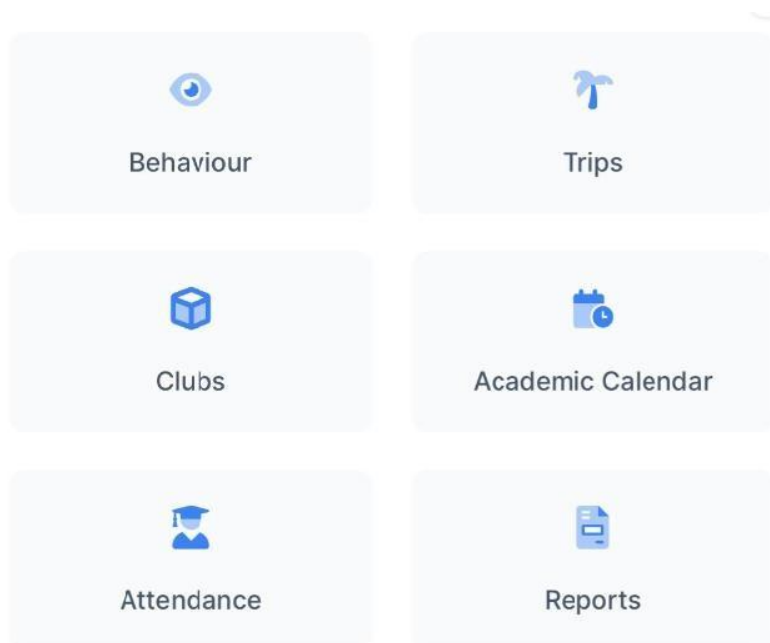 Behaviour
Trips
Clubs
Academic Calendar
Attendance
Reports